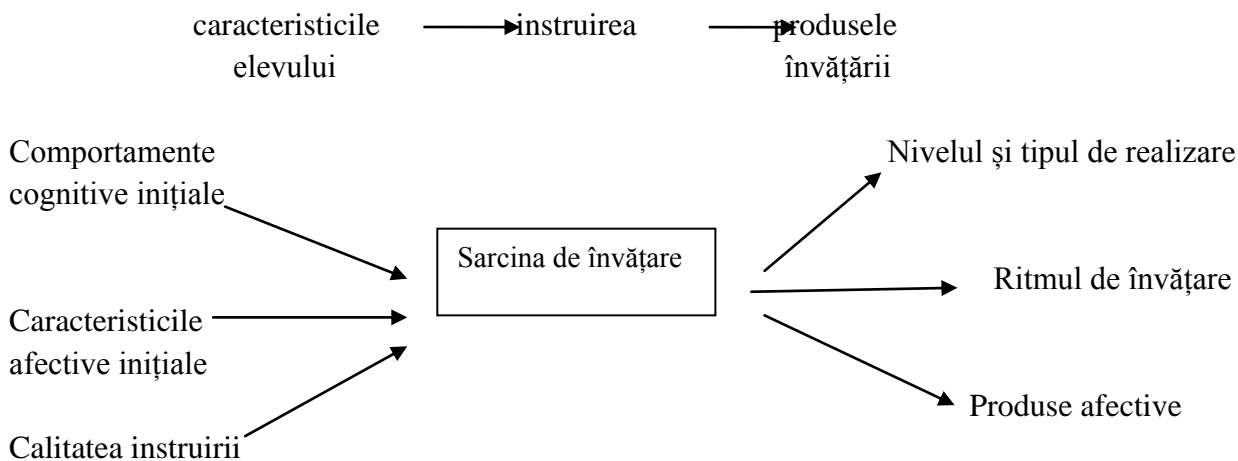 caracteristicile instruirea produsele
elevului învățării
Comportamente
cognitive inițiale
Nivelul și tipul de realizare
Sarcina de învățare
Ritmul de învățare
Caracteristicile
afective inițiale
Produse afective
Calitatea instruirii